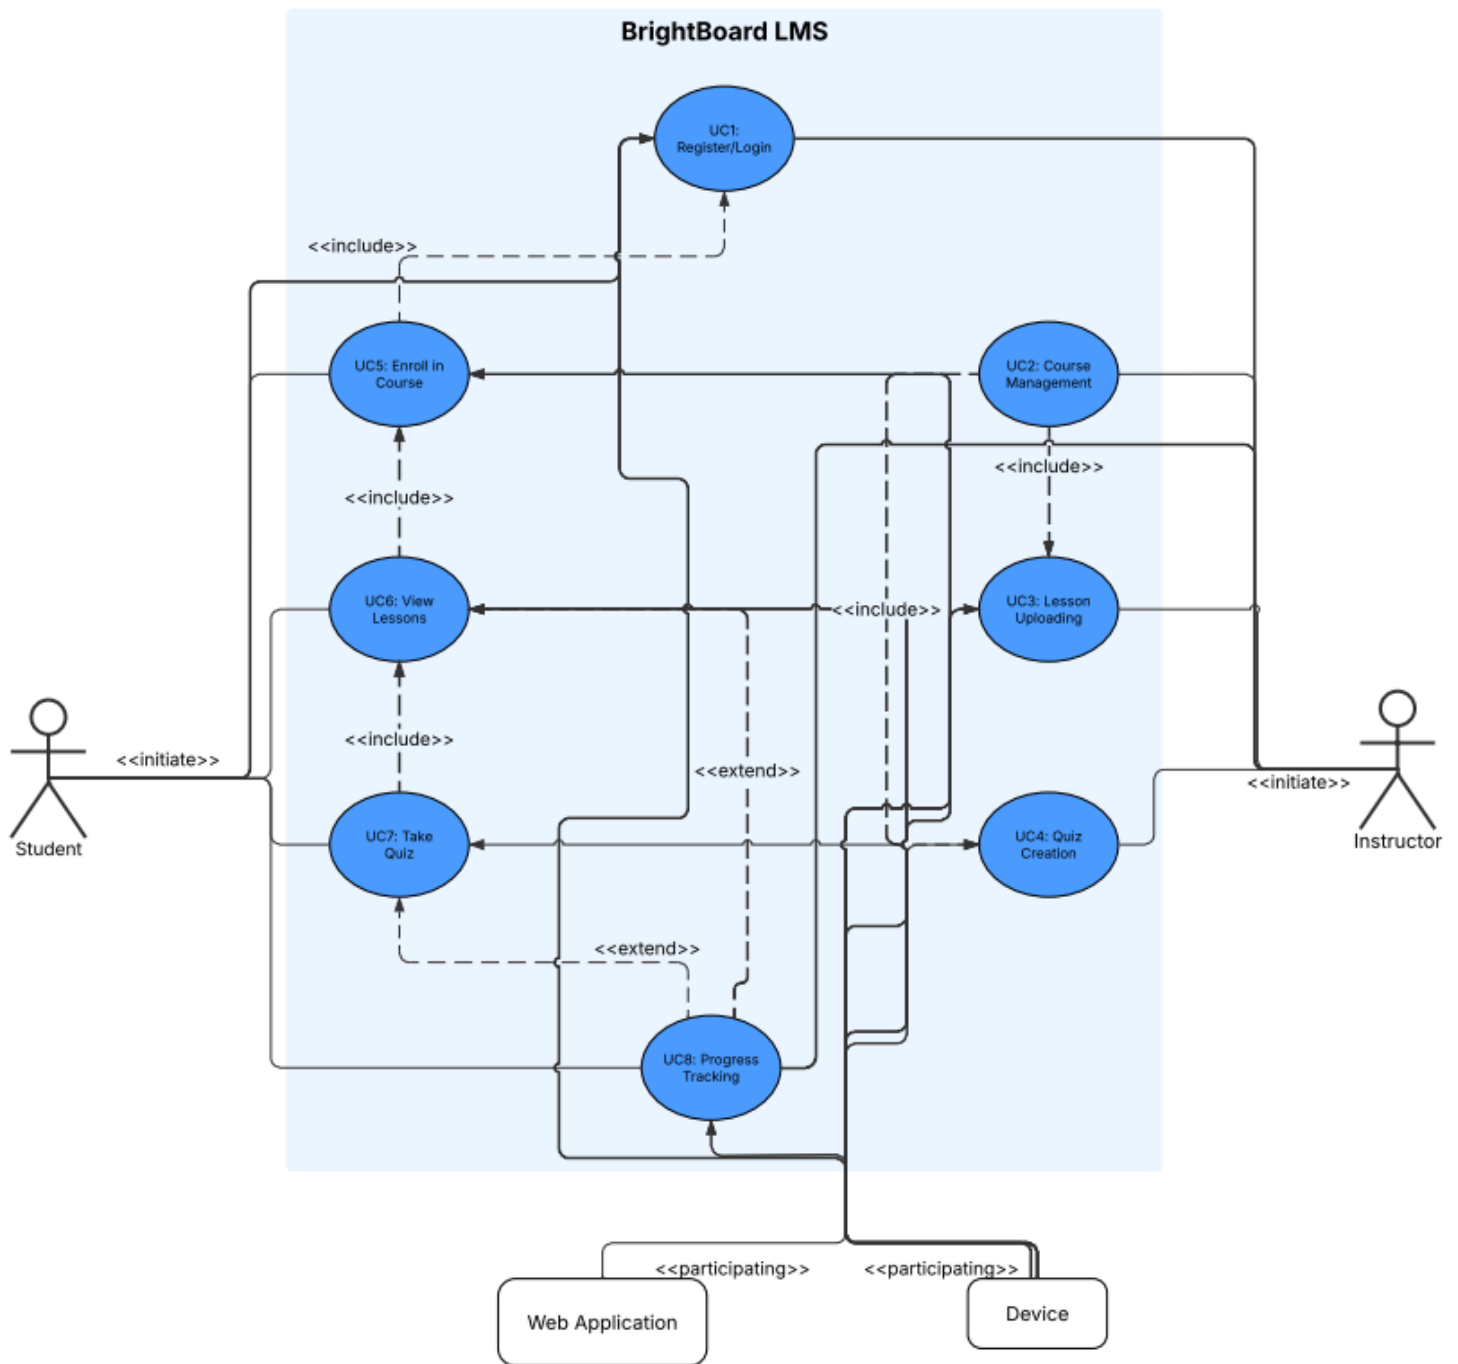 BrightBoard LMS
UC1:
Register/Login
<<include>>
UC5: Enroll in
Course
UC2: Course
Management
<<include>>
<<include>>
UC6: View
Lessons
<<include>>
UC3: Lesson
Uploading
<<include>>
<<initiate>>
<<extend>>
<<initiate>>
Student
UC7: Take
Quiz
UC4: Quiz
Creation
Instructor
<<extend>>
UC8: Progress
Tracking
<<participating>>
<<participating>>
Web Application
Device